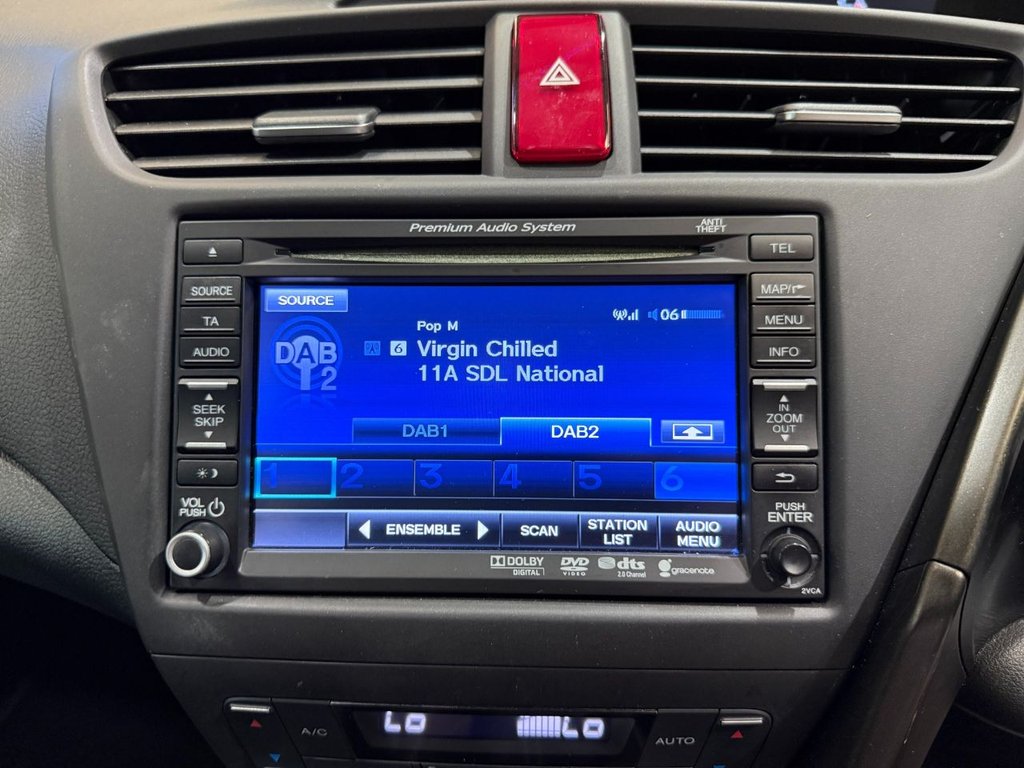 Premium Audio System
ANTI THEFT
TEL
SOURCE
MAP/
TA
MENU
AUDIO
INFO
SEEK
SKIP
IN
ZOOM
OUT
VOL
PUSH
PUSH
ENTER
SOURCE
06
Pop M
DAB 2
6 Virgin Chilled
11A SDL National
DAB1 DAB2
1 2 3 4 5 6
ENSEMBLE SCAN STATION LIST AUDIO MENU
DOLBY DIGITAL DVD VIDEO dts 2.0 Channel gracenote
2VCA
A/C LO LO AUTO